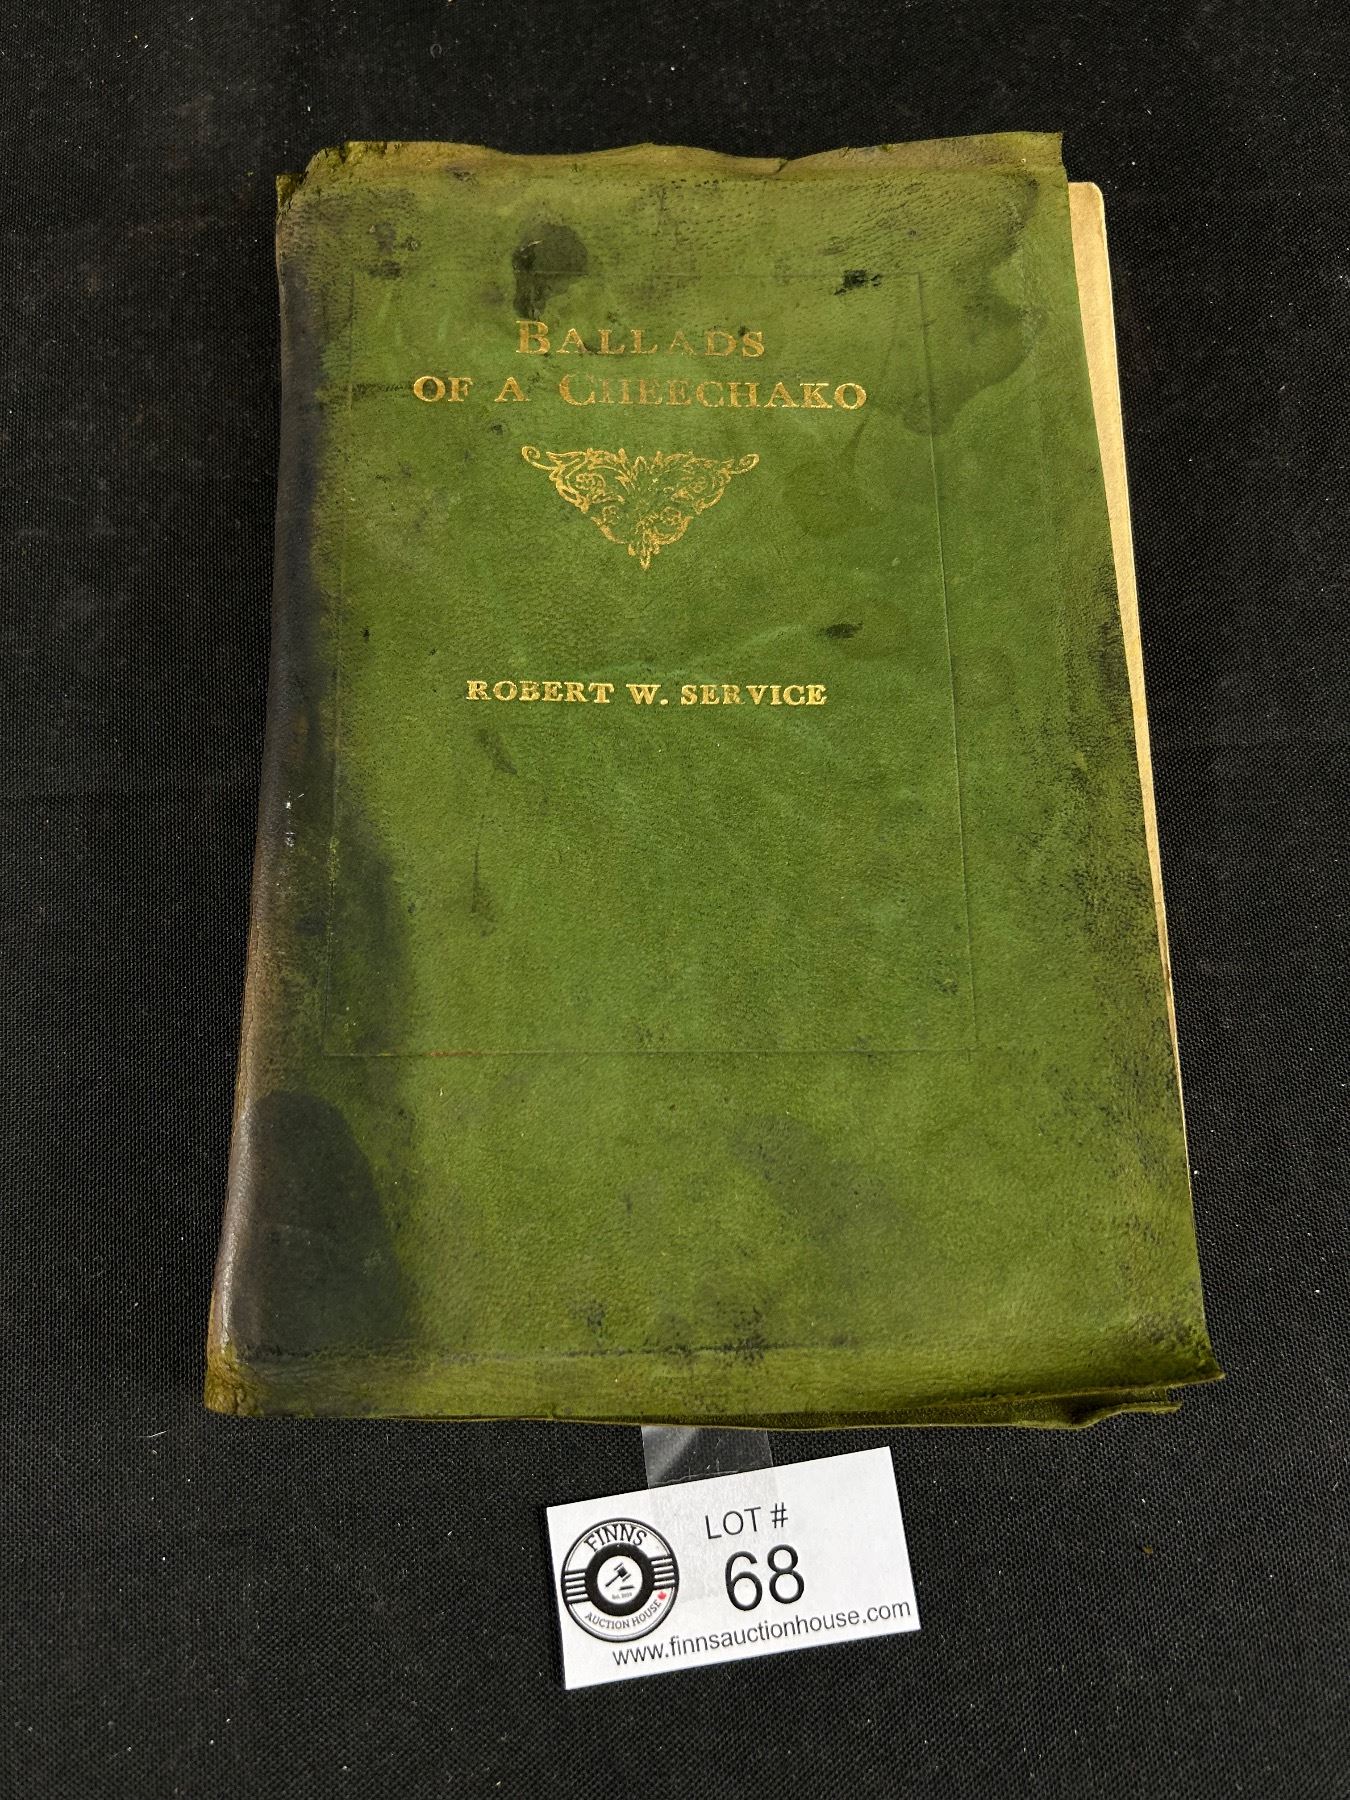 BALLADS
OF A CHEECHAKO
ROBERT W. SERVICE
LOT #
68
FINNS
AUCTION HOUSE
www.finnsauctionhouse.com